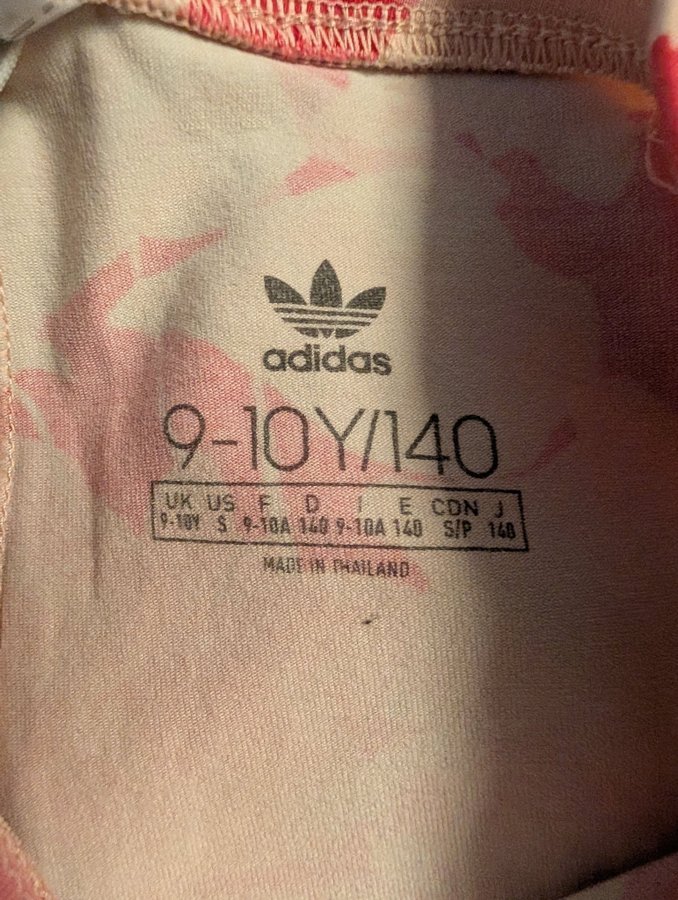 adidas
9-10Y/140
UK US F D I E CDN J
9-10Y S 9-10A 140 9-10A 140 S/P 140
MADE IN THAILAND